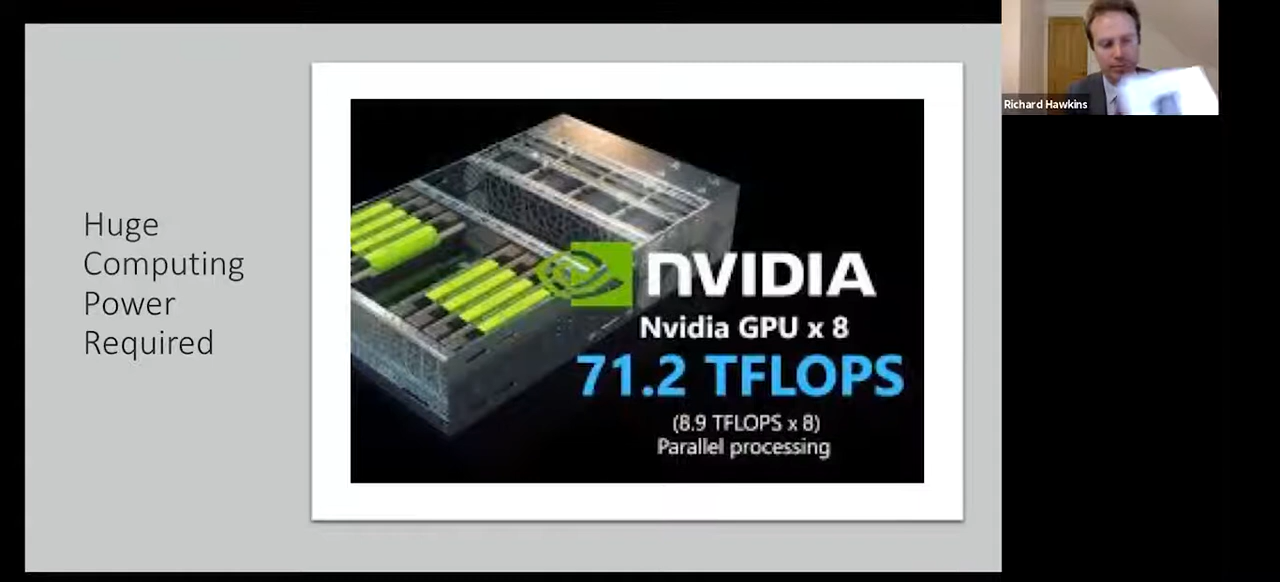 Huge
Computing
Power
Required
NVIDIA
Nvidia GPU x 8
71.2 TFLOPS
(8.9 TFLOPS x 8)
Parallel processing
Richard Hawkins